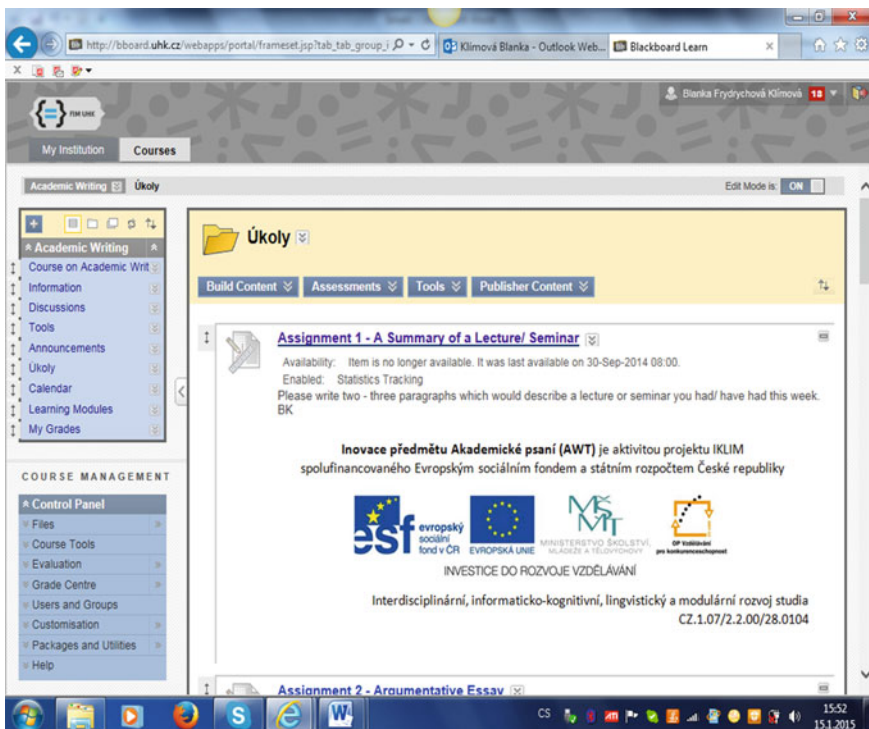 http://bboard.uhk.cz/webapps/portal/frameset.jsp?tab_tab_group_i
Klímová Blanka - Outlook Web...
Blackboard Learn
FIM UHK
Blanka Frydrychová Klímová 18
My Institution Courses
Academic Writing Úkoly
Edit Mode is: ON
Úkoly
Academic Writing
Course on Academic Writ
Information
Discussions
Tools
Announcements
Úkoly
Calendar
Learning Modules
My Grades
COURSE MANAGEMENT
Control Panel
Files
Course Tools
Evaluation
Grade Centre
Users and Groups
Customisation
Packages and Utilities
Help
Build Content Assessments Tools Publisher Content
Assignment 1 - A Summary of a Lecture/ Seminar
Availability: Item is no longer available. It was last available on 30-Sep-2014 08:00.
Enabled: Statistics Tracking
Please write two - three paragraphs which would describe a lecture or seminar you had/ have had this week.
BK
Inovace předmětu Akademické psaní (AWT) je aktivitou projektu IKLIM
spolufinancovaného Evropským sociálním fondem a státním rozpočtem České republiky
esf evropský
sociální
fond v ČR
EVROPSKÁ UNIE
MINISTERSTVO ŠKOLSTVÍ,
MLÁDEŽE A TĚLOVÝCHOVY
OP Vzdělávání
pro konkurenceschopnost
INVESTICE DO ROZVOJE VZDĚLÁVÁNÍ
Interdisciplinární, informaticko-kognitivní, lingvistický a modulární rozvoj studia
CZ.1.07/2.2.00/28.0104
Assignment 2 - Argumentative Essay
CS
15:52
15.1.2015